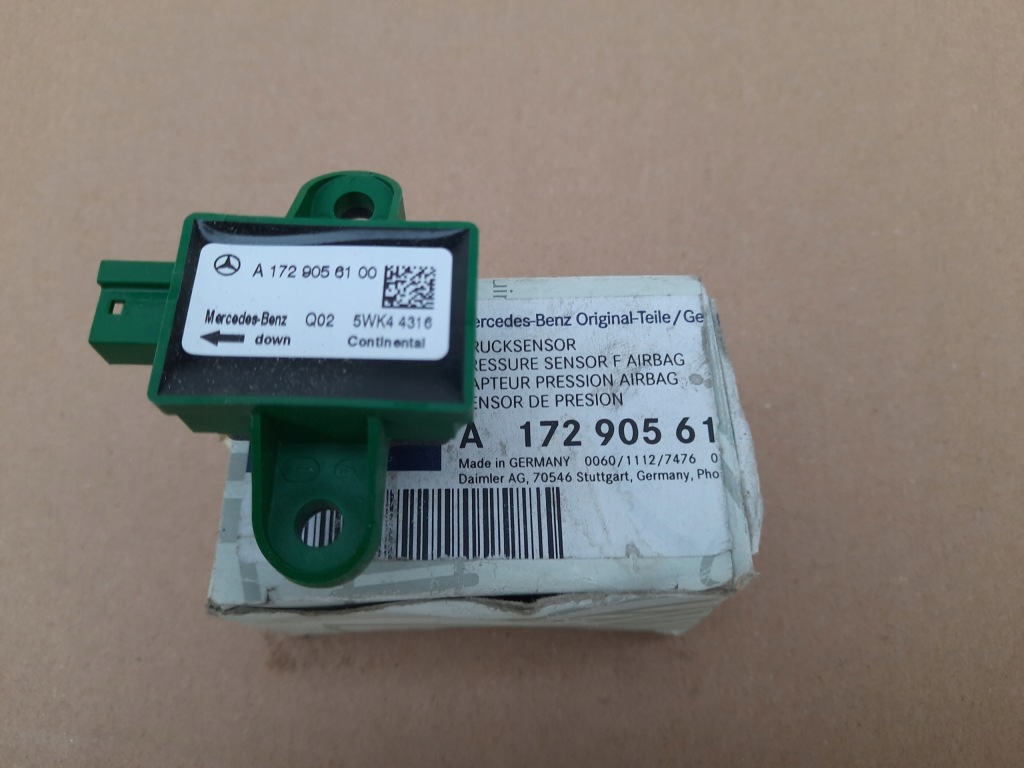 A 172 905 61 00
Mercedes-Benz Q02 5WK4 4316
down Continental
ercedes-Benz Original-Teile/Ge
RUCKSENSOR
RESSURE SENSOR F AIRBAG
APTEUR PRESSION AIRBAG
ENSOR DE PRESION
A 172 905 61
Made in GERMANY 0060/1112/7476 0
Daimler AG, 70546 Stuttgart, Germany, Pho